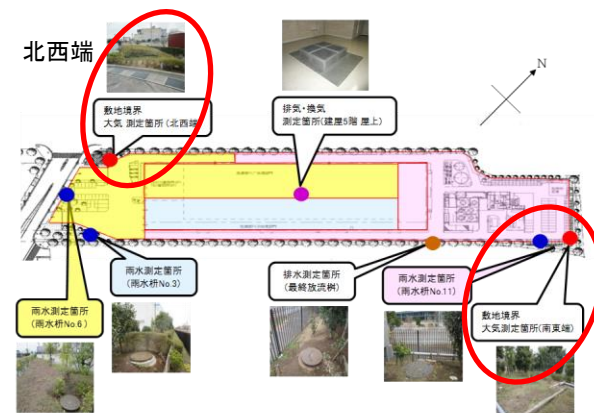 北西端
N
敷地境界
大気 測定箇所(北西端
排気・換気
測定箇所(建屋5階 屋上)
雨水測定箇所
(雨水桝No.3)
排水測定箇所
(最終放流桝)
雨水測定箇所
(雨水桝No.11)
雨水測定箇所
(雨水枡No.6)
敷地境界
大気測定箇所(南東端)